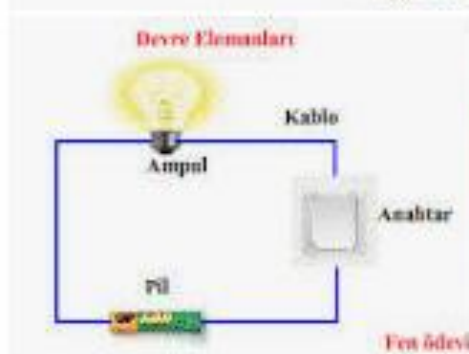 Devre Elemanları
Kablo
Ampul
Anahtar
Pil
Fen ödevi